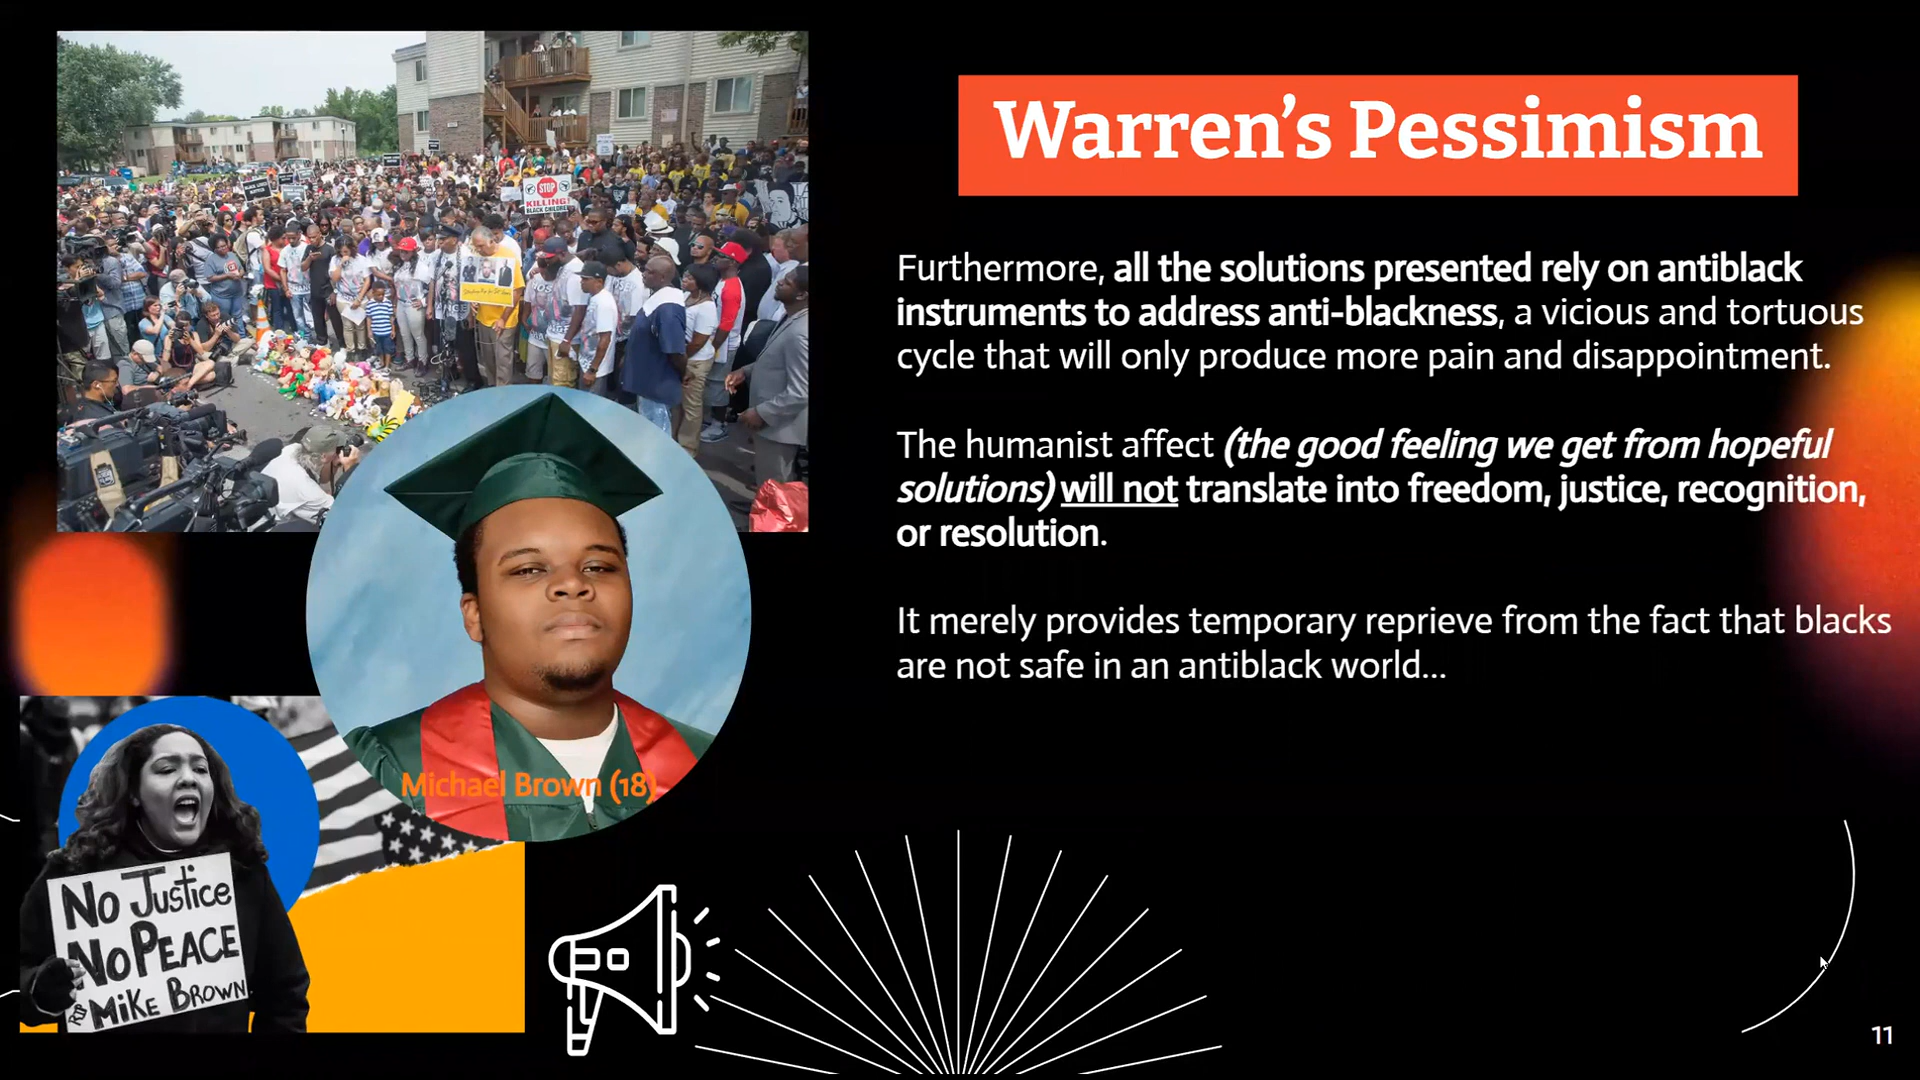 Warren’s Pessimism
Furthermore, all the solutions presented rely on antiblack
instruments to address anti-blackness, a vicious and tortuous
cycle that will only produce more pain and disappointment.
The humanist affect (the good feeling we get from hopeful
solutions) will not translate into freedom, justice, recognition,
or resolution.
It merely provides temporary reprieve from the fact that blacks
are not safe in an antiblack world...
STOP
KILLING
BLACK CHILDREN
Michael Brown (18)
No Justice
No PEACE
RIP MiKE BROWN
11